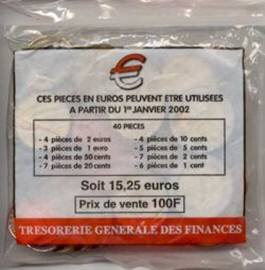 CES PIECES EN EUROS PEUVENT ETRE UTILISEES
A PARTIR DU 1er JANVIER 2002
40 PIECES
- 4 pièces de 2 euros
- 3 pièces de 1 euro
- 4 pièces de 50 cents
- 7 pièces de 20 cents
- 4 pièces de 10 cents
- 5 pièces de 5 cents
- 7 pièces de 2 cents
- 6 pièces de 1 cent
Soit 15,25 euros
Prix de vente 100F
TRESORERIE GENERALE DES FINANCES